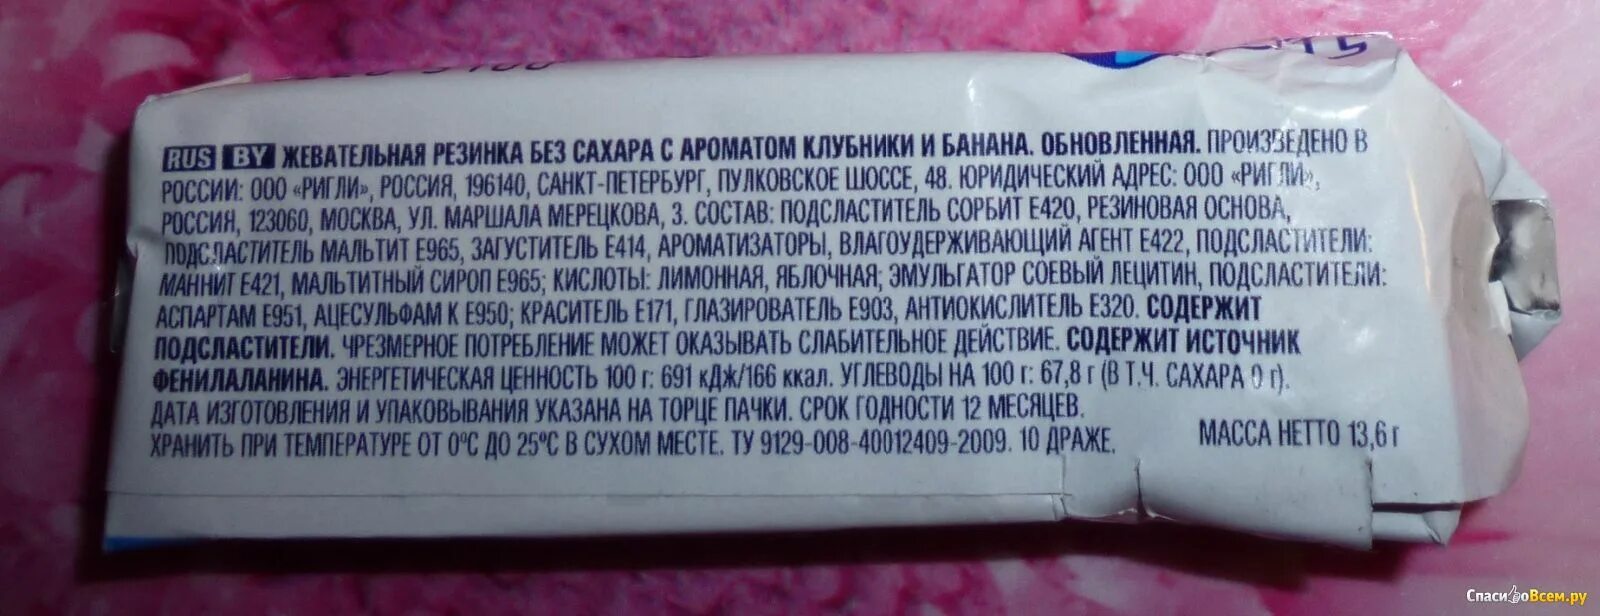 RUS BY ЖЕВАТЕЛЬНАЯ РЕЗИНКА БЕЗ САХАРА С АРОМАТОМ КЛУБНИКИ И БАНАНА. ОБНОВЛЕННАЯ. ПРОИЗВЕДЕНО В
РОССИИ: ООО «РИГЛИ», РОССИЯ, 196140, САНКТ-ПЕТЕРБУРГ, ПУЛКОВСКОЕ ШОССЕ, 48. ЮРИДИЧЕСКИЙ АДРЕС: ООО «РИГЛИ»,
РОССИЯ, 123060, МОСКВА, УЛ. МАРШАЛА МЕРЕЦКОВА, 3. СОСТАВ: ПОДСЛАСТИТЕЛЬ СОРБИТ Е420, РЕЗИНОВАЯ ОСНОВА,
ПОДСЛАСТИТЕЛЬ МАЛЬТИТ Е965, ЗАГУСТИТЕЛЬ Е414, АРОМАТИЗАТОРЫ, ВЛАГОУДЕРЖИВАЮЩИЙ АГЕНТ Е422, ПОДСЛАСТИТЕЛИ:
МАННИТ Е421, МАЛЬТИТНЫЙ СИРОП Е965; КИСЛОТЫ: ЛИМОННАЯ, ЯБЛОЧНАЯ; ЭМУЛЬГАТОР СОЕВЫЙ ЛЕЦИТИН, ПОДСЛАСТИТЕЛИ:
АСПАРТАМ Е951, АЦЕСУЛЬФАМ К Е950; КРАСИТЕЛЬ Е171, ГЛАЗИРОВАТЕЛЬ Е903, АНТИОКИСЛИТЕЛЬ Е320. СОДЕРЖИТ
ПОДСЛАСТИТЕЛИ. ЧРЕЗМЕРНОЕ ПОТРЕБЛЕНИЕ МОЖЕТ ОКАЗЫВАТЬ СЛАБИТЕЛЬНОЕ ДЕЙСТВИЕ. СОДЕРЖИТ ИСТОЧНИК
ФЕНИЛАЛАНИНА. ЭНЕРГЕТИЧЕСКАЯ ЦЕННОСТЬ 100 г: 691 кДж/166 ккал. УГЛЕВОДЫ НА 100 г: 67,8 г (В Т.Ч. САХАРА 0 г).
ДАТА ИЗГОТОВЛЕНИЯ И УПАКОВЫВАНИЯ УКАЗАНА НА ТОРЦЕ ПАЧКИ. СРОК ГОДНОСТИ 12 МЕСЯЦЕВ.
ХРАНИТЬ ПРИ ТЕМПЕРАТУРЕ ОТ 0ºС ДО 25ºС В СУХОМ МЕСТЕ. ТУ 9129-008-40012409-2009. 10 ДРАЖЕ.
МАССА НЕТТО 13,6 г
СпасибоВсем.ру